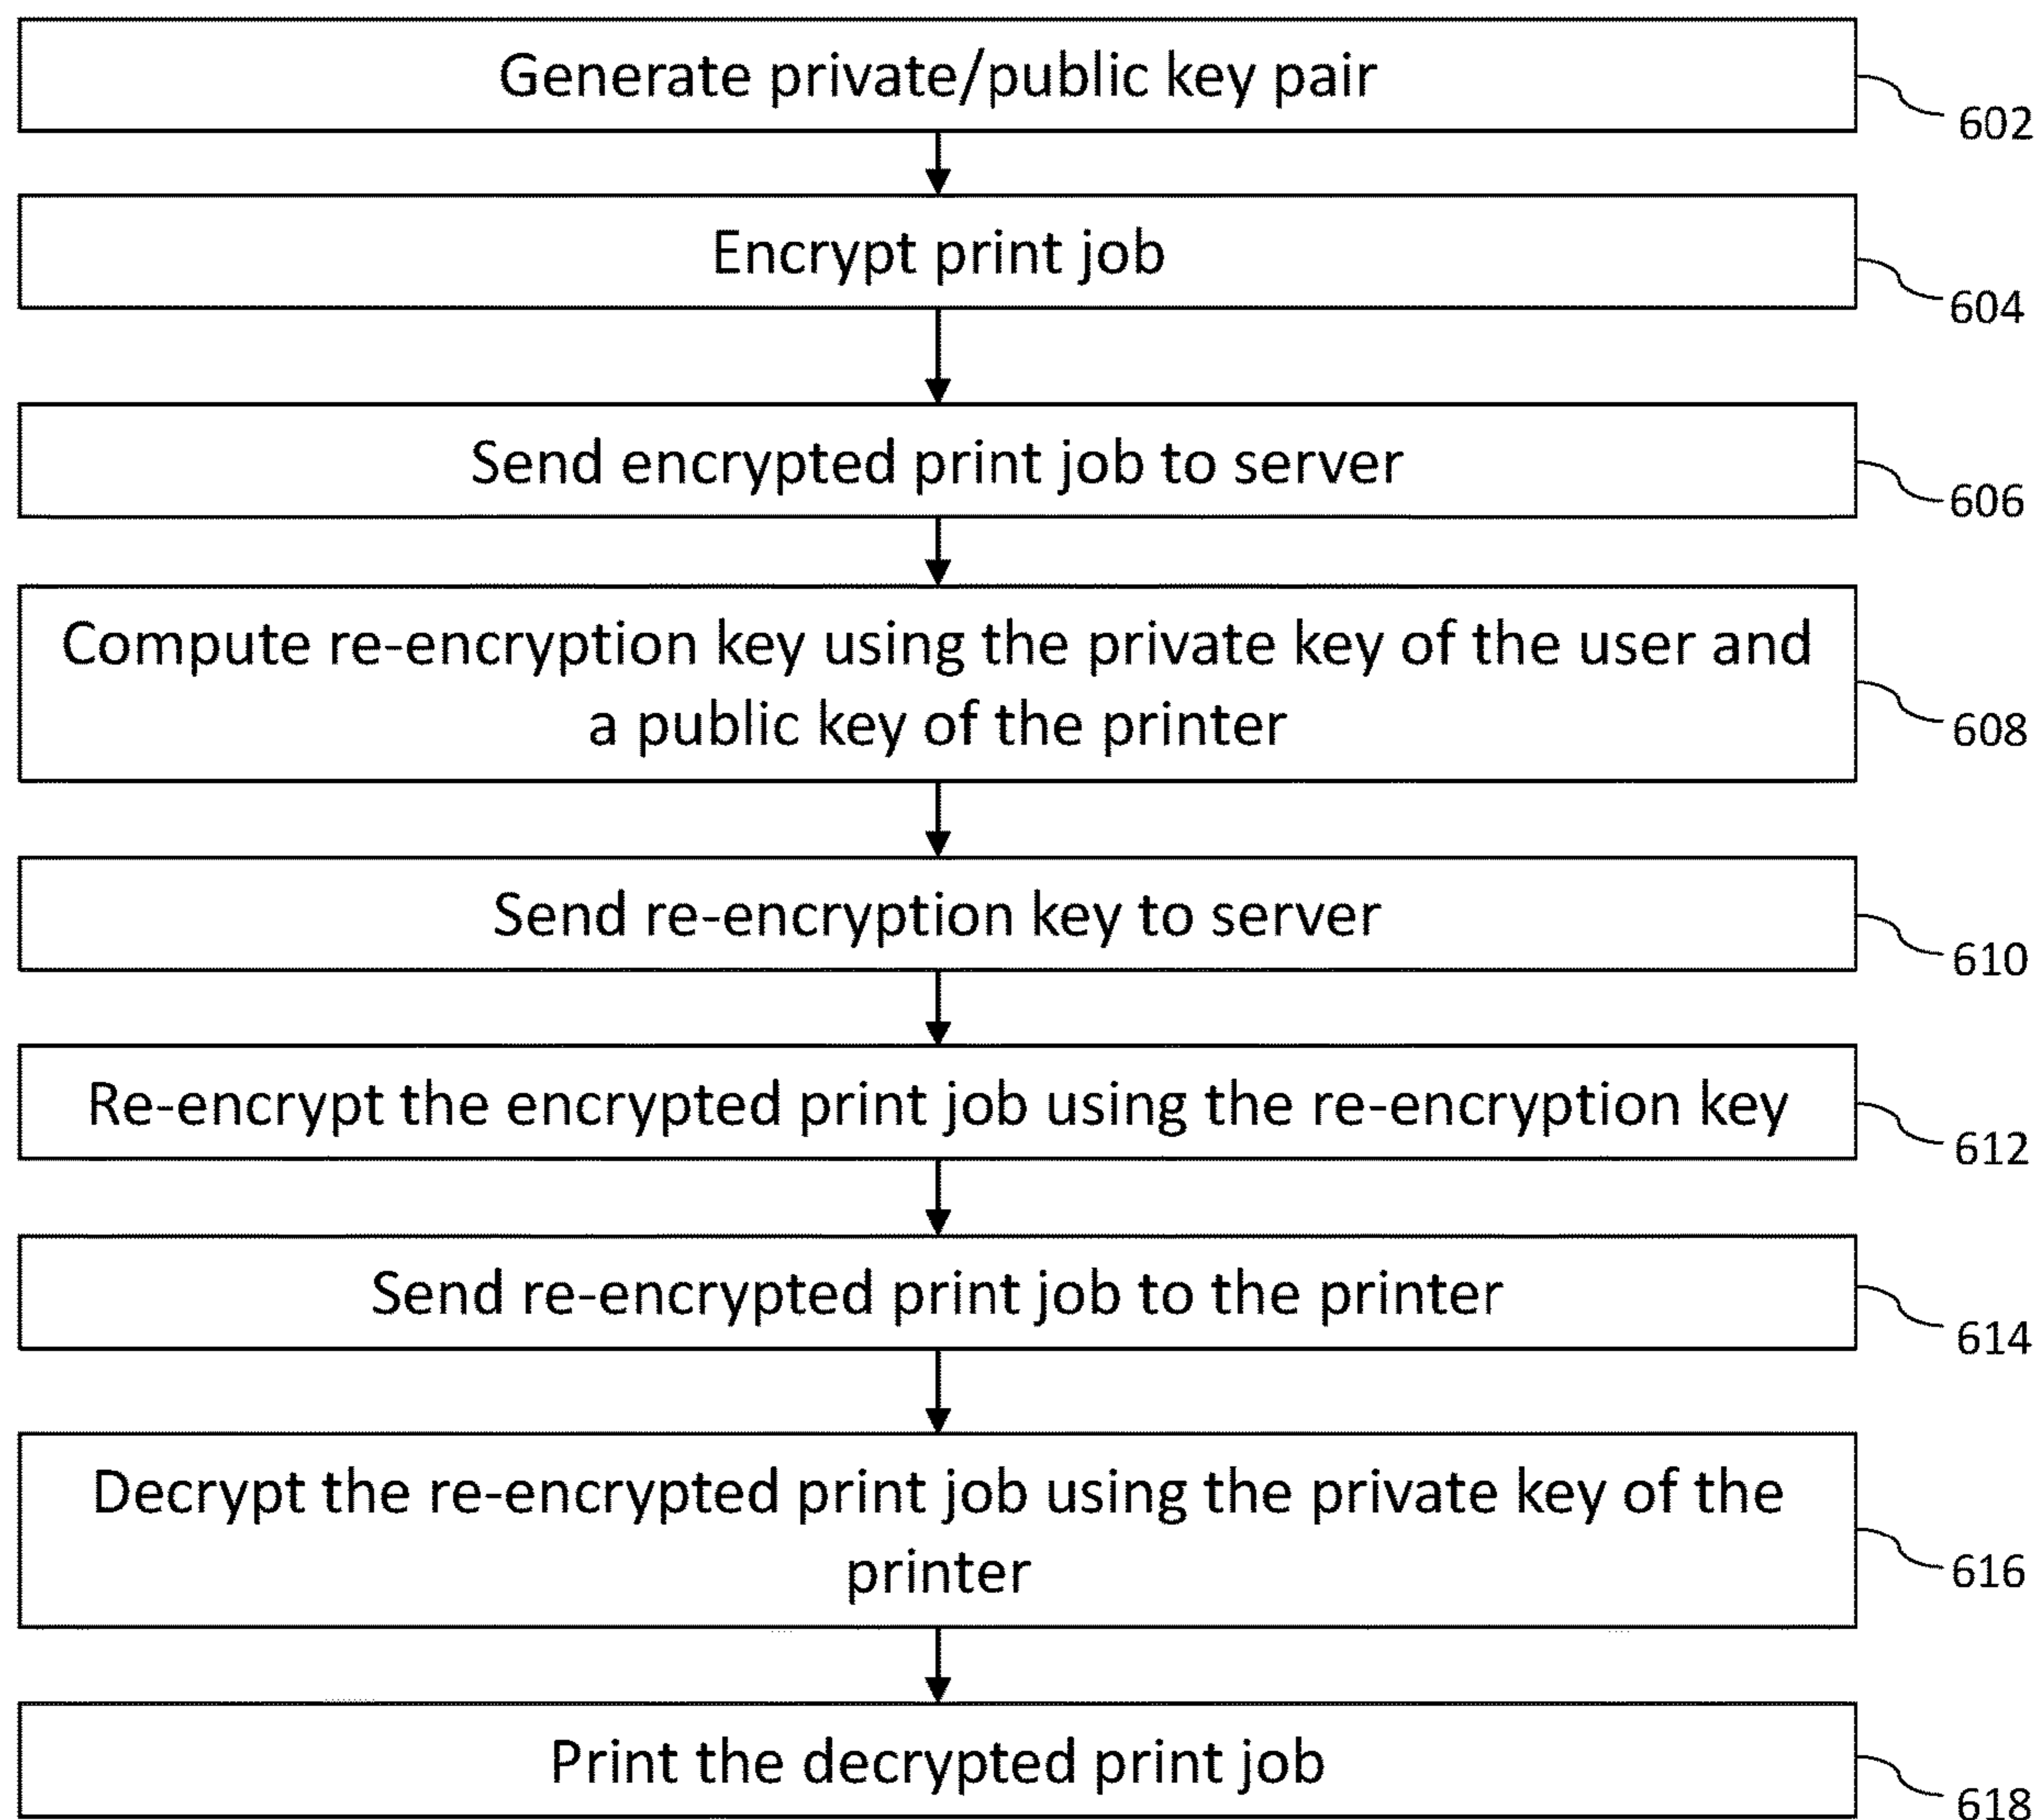 Generate private/public key pair
602
Encrypt print job
604
Send encrypted print job to server
606
Compute re-encryption key using the private key of the user and
a public key of the printer
608
Send re-encryption key to server
610
Re-encrypt the encrypted print job using the re-encryption key
612
Send re-encrypted print job to the printer
614
Decrypt the re-encrypted print job using the private key of the
printer
616
Print the decrypted print job
618